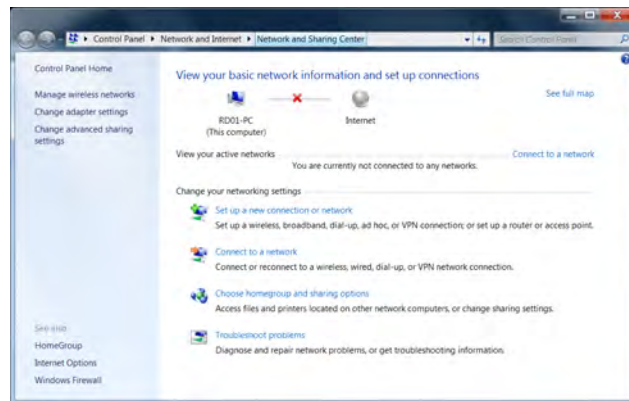 Control Panel ▸ Network and Internet ▸ Network and Sharing Center
Search Control Panel
Control Panel Home
Manage wireless networks
Change adapter settings
Change advanced sharing
settings
View your basic network information and set up connections
See full map
RD01-PC
(This computer)
Internet
View your active networks
Connect to a network
You are currently not connected to any networks.
Change your networking settings
Set up a new connection or network
Set up a wireless, broadband, dial-up, ad hoc, or VPN connection; or set up a router or access point.
Connect to a network
Connect or reconnect to a wireless, wired, dial-up, or VPN network connection.
Choose homegroup and sharing options
Access files and printers located on other network computers, or change sharing settings.
Troubleshoot problems
Diagnose and repair network problems, or get troubleshooting information.
See also
HomeGroup
Internet Options
Windows Firewall